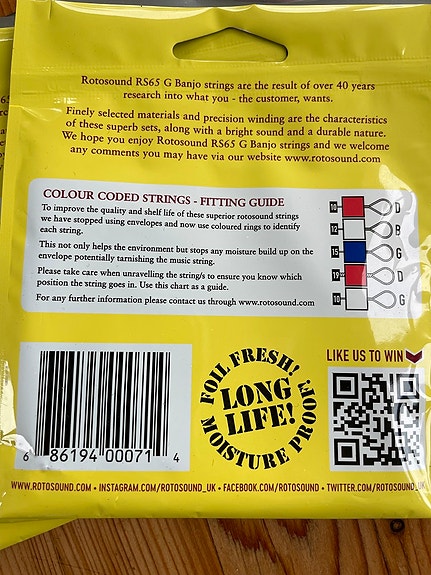 Rotosound RS65 G Banjo strings are the result of over 40 years
research into what you - the customer, wants.
Finely selected materials and precision winding are the characteristics
of these superb sets, along with a bright sound and a durable nature.
We hope you enjoy Rotosound RS65 G Banjo strings and we welcome
any comments you may have via our website www.rotosound.com
COLOUR CODED STRINGS - FITTING GUIDE
To improve the quality and shelf life of these superior rotosound strings
we have stopped using envelopes and now use coloured rings to identify
each string.
This not only helps the environment but stops any moisture build up on the
envelope potentially tarnishing the music string.
Please take care when unravelling the string/s to ensure you know which
position the string goes in. Use this chart as a guide.
For any further information please contact us through www.rotosound.com
10 D
12 B
15 G
19 D
10 G
LIKE US TO WIN
FOIL FRESH!
LONG
LIFE!
MOISTURE PROOF!
6 86194 00071 4
WWW.ROTOSOUND.COM • INSTAGRAM.COM/ROTOSOUND_UK • FACEBOOK.COM/ROTOSOUND • TWITTER.COM/ROTOSOUND_UK